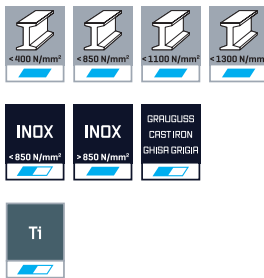 <400 N/mm² <850 N/mm² <1100 N/mm² <1300 N/mm²
INOX INOX GRAUGUSS
CAST IRON
GHISA GRIGIA
<850 N/mm² >850 N/mm²
Ti